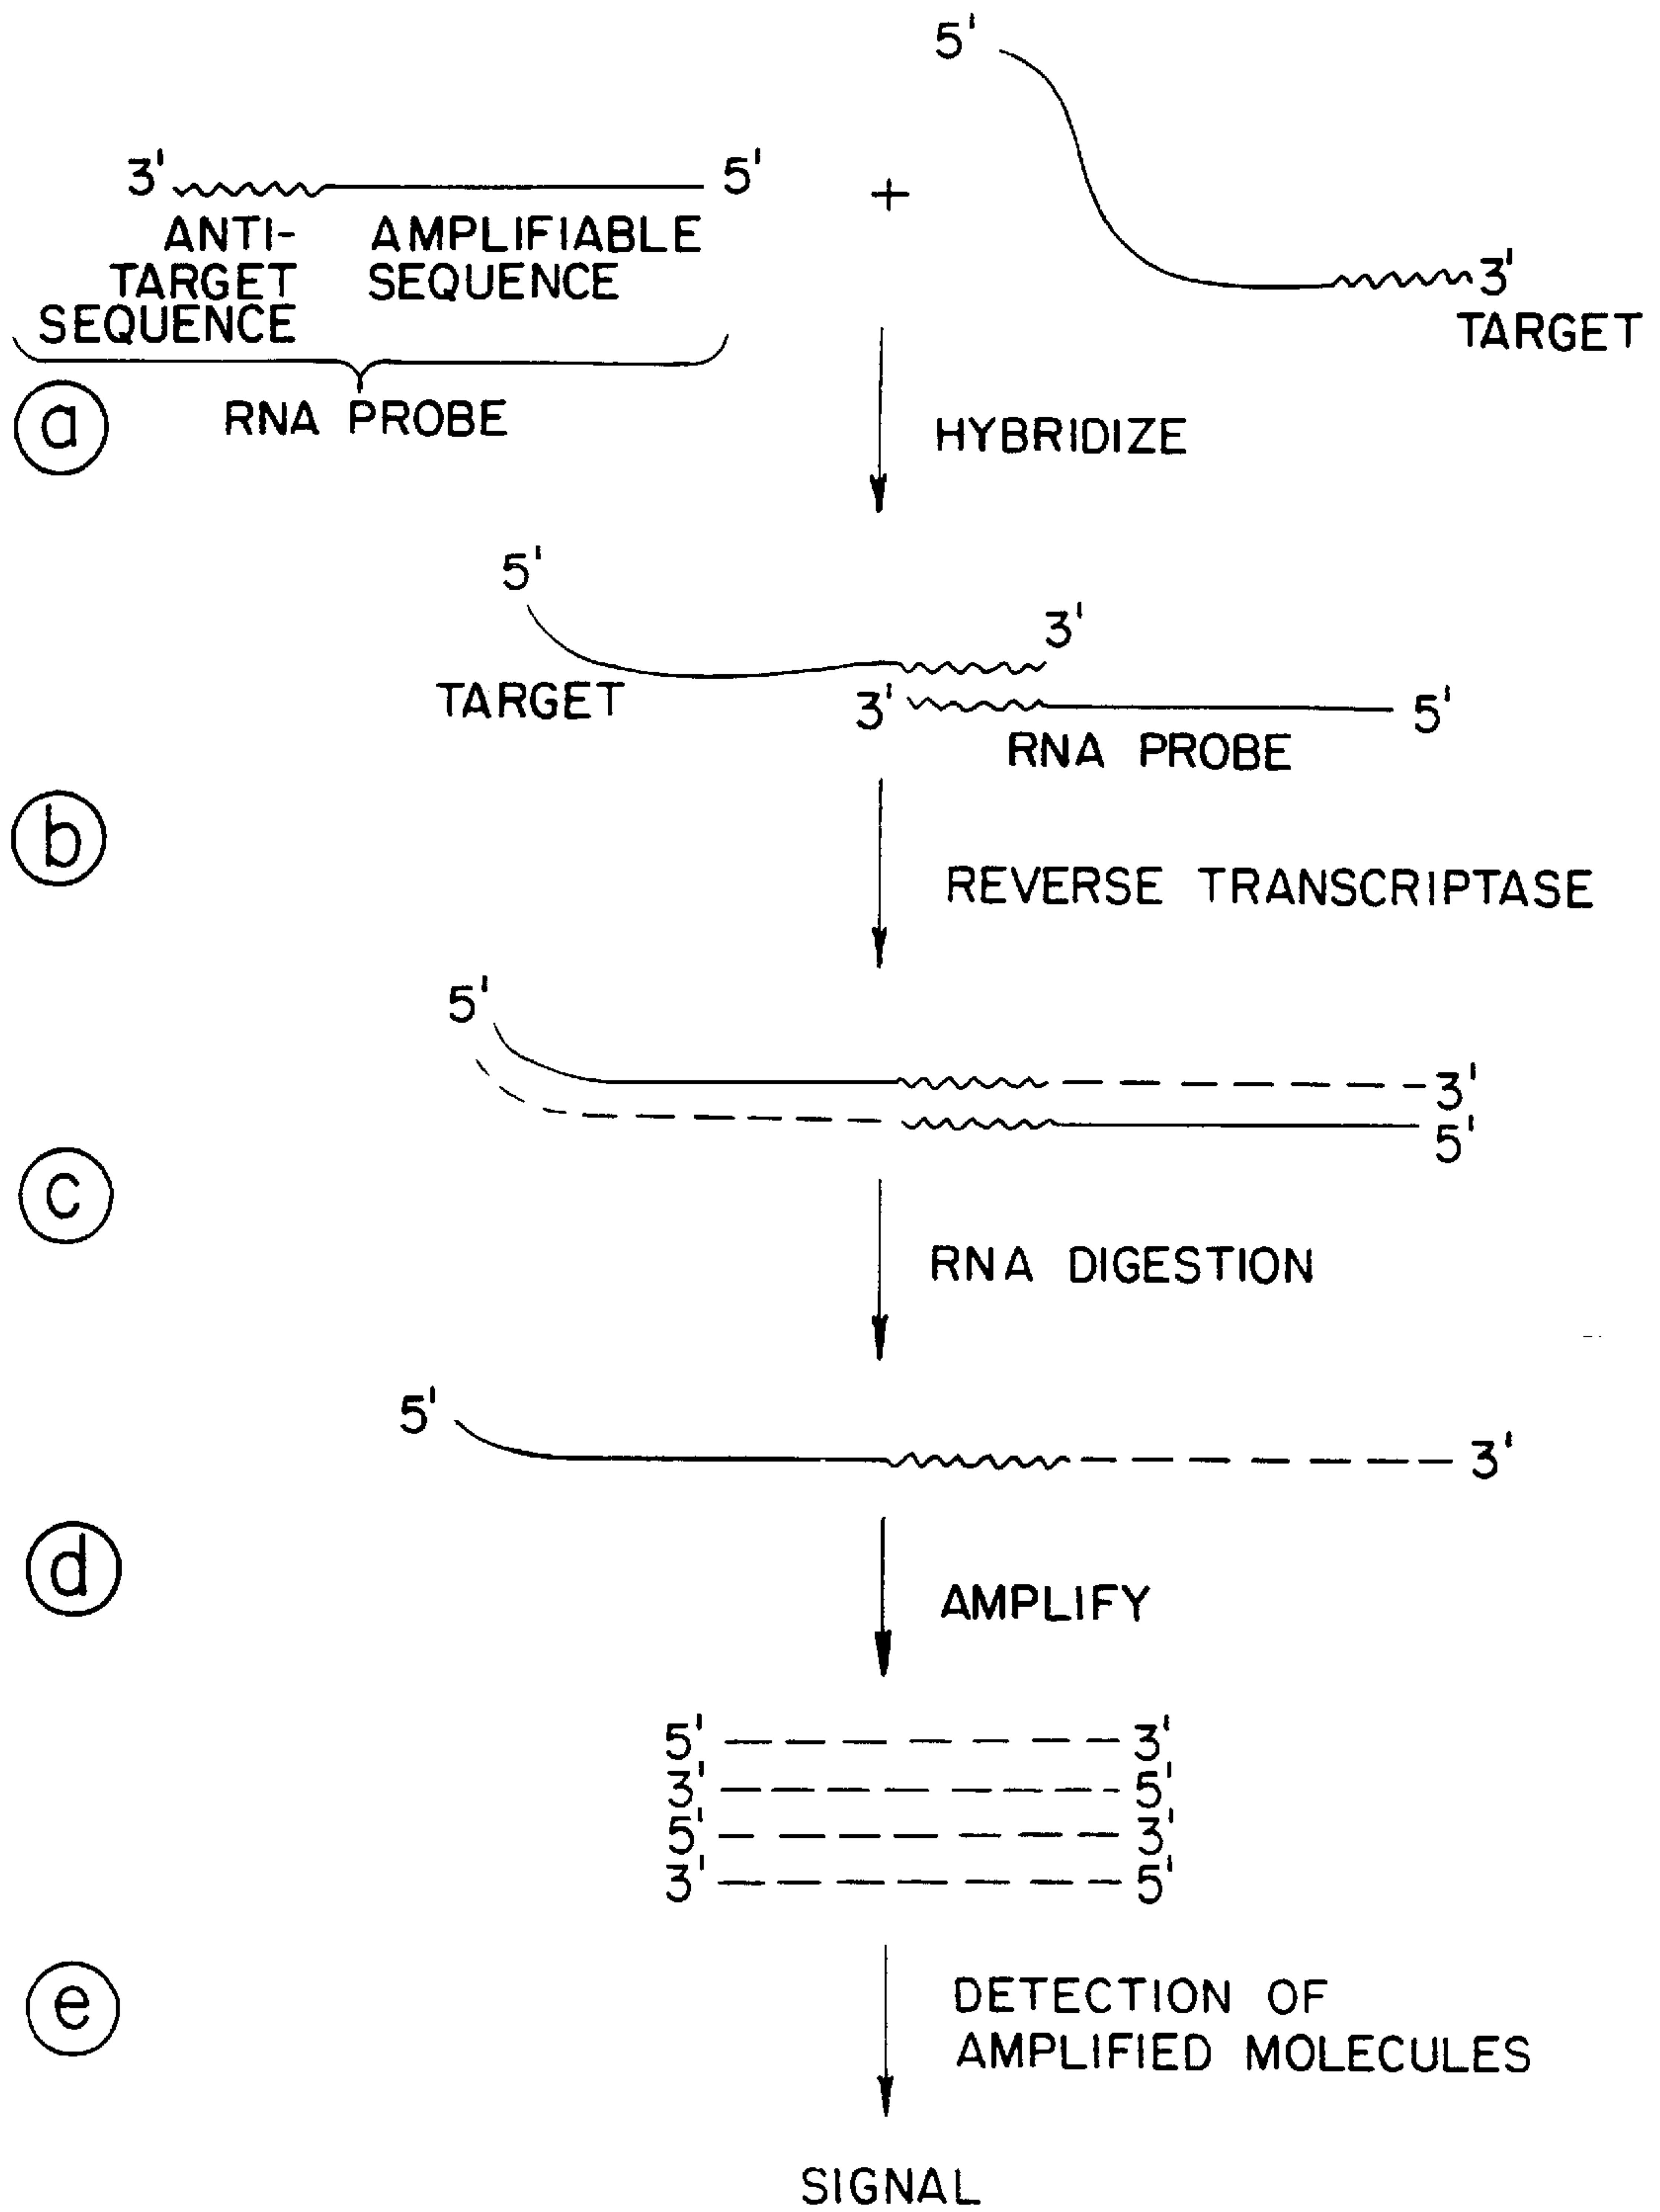 5'
3'
5'
+
ANTI-
TARGET
SEQUENCE
AMPLIFIABLE
SEQUENCE
3'
TARGET
a
RNA PROBE
HYBRIDIZE
5'
3'
TARGET
3'
5'
RNA PROBE
b
REVERSE TRANSCRIPTASE
5'
3'
5'
c
RNA DIGESTION
5'
3'
d
AMPLIFY
5' 3'
3' 5'
5' 3'
3' 5'
e
DETECTION OF
AMPLIFIED MOLECULES
SIGNAL